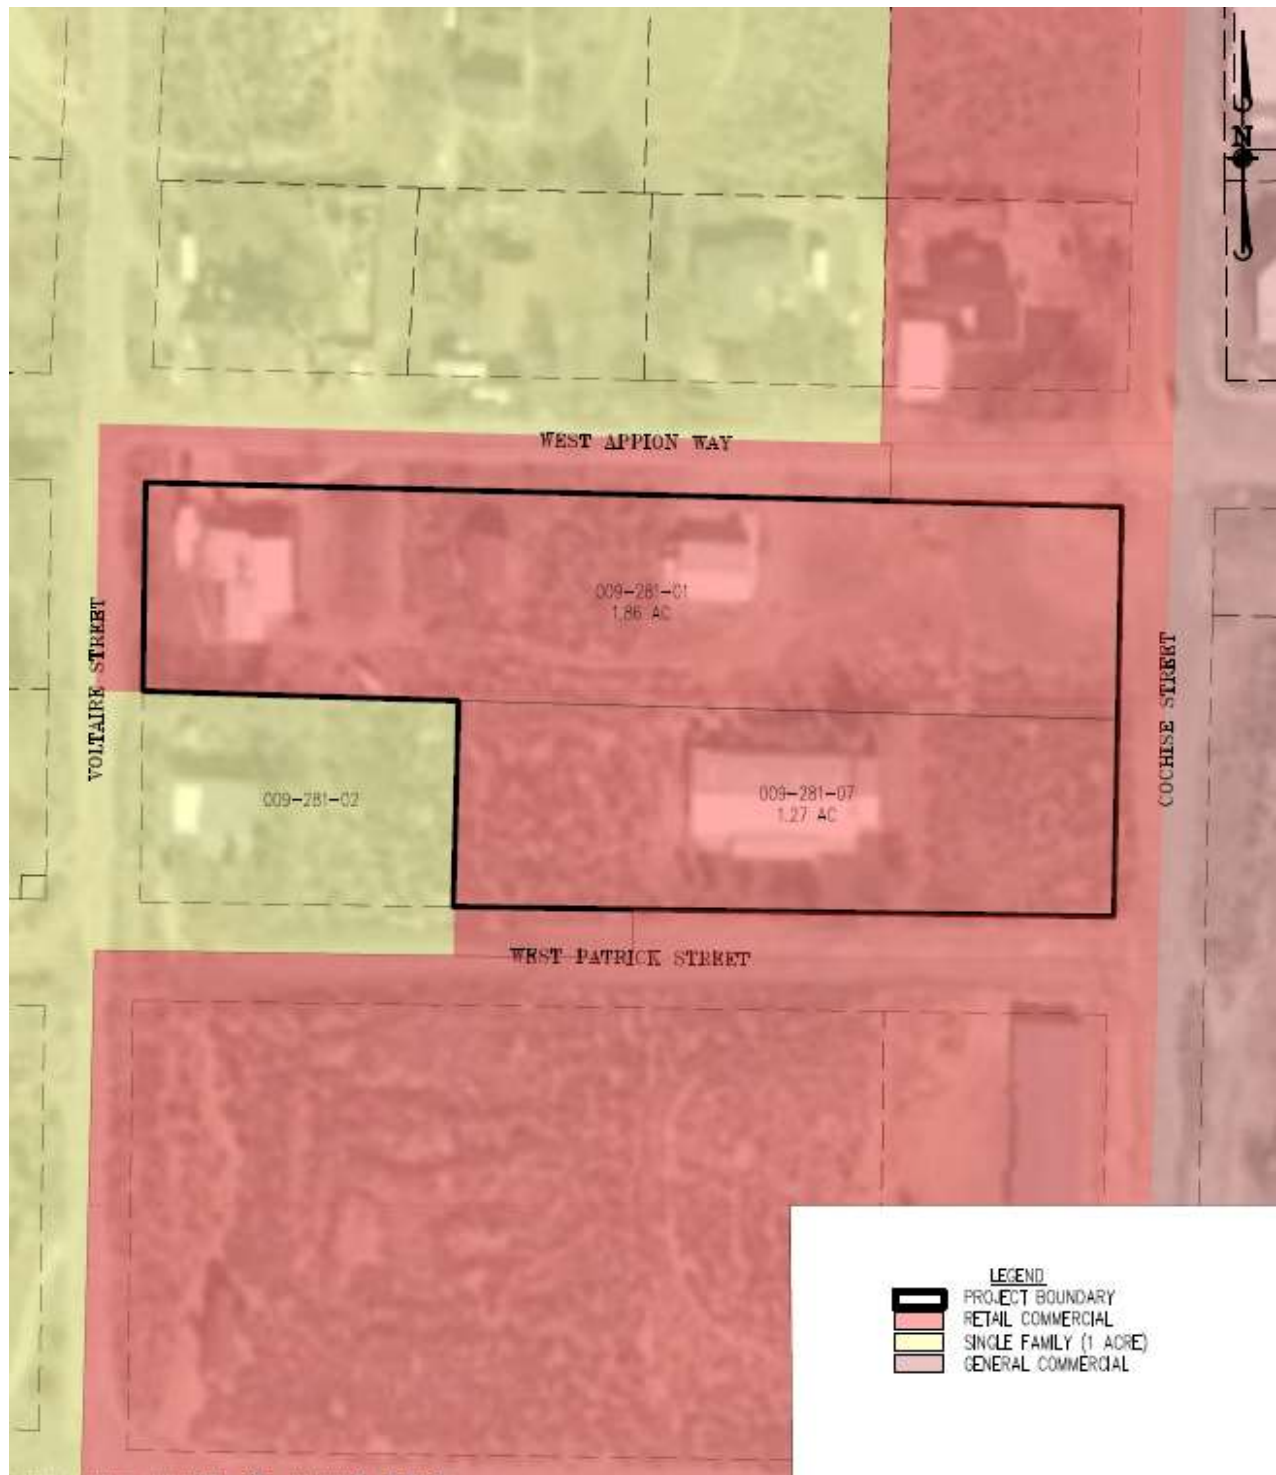 N
WEST APPION WAY
009-281-01
1.86 AC
VOLTAIRE STREET
COCHISE STREET
009-281-02
009-281-07
1.27 AC
WEST PATRICK STREET
LEGEND
PROJECT BOUNDARY
RETAIL COMMERCIAL
SINGLE FAMILY (1 ACRE)
GENERAL COMMERCIAL